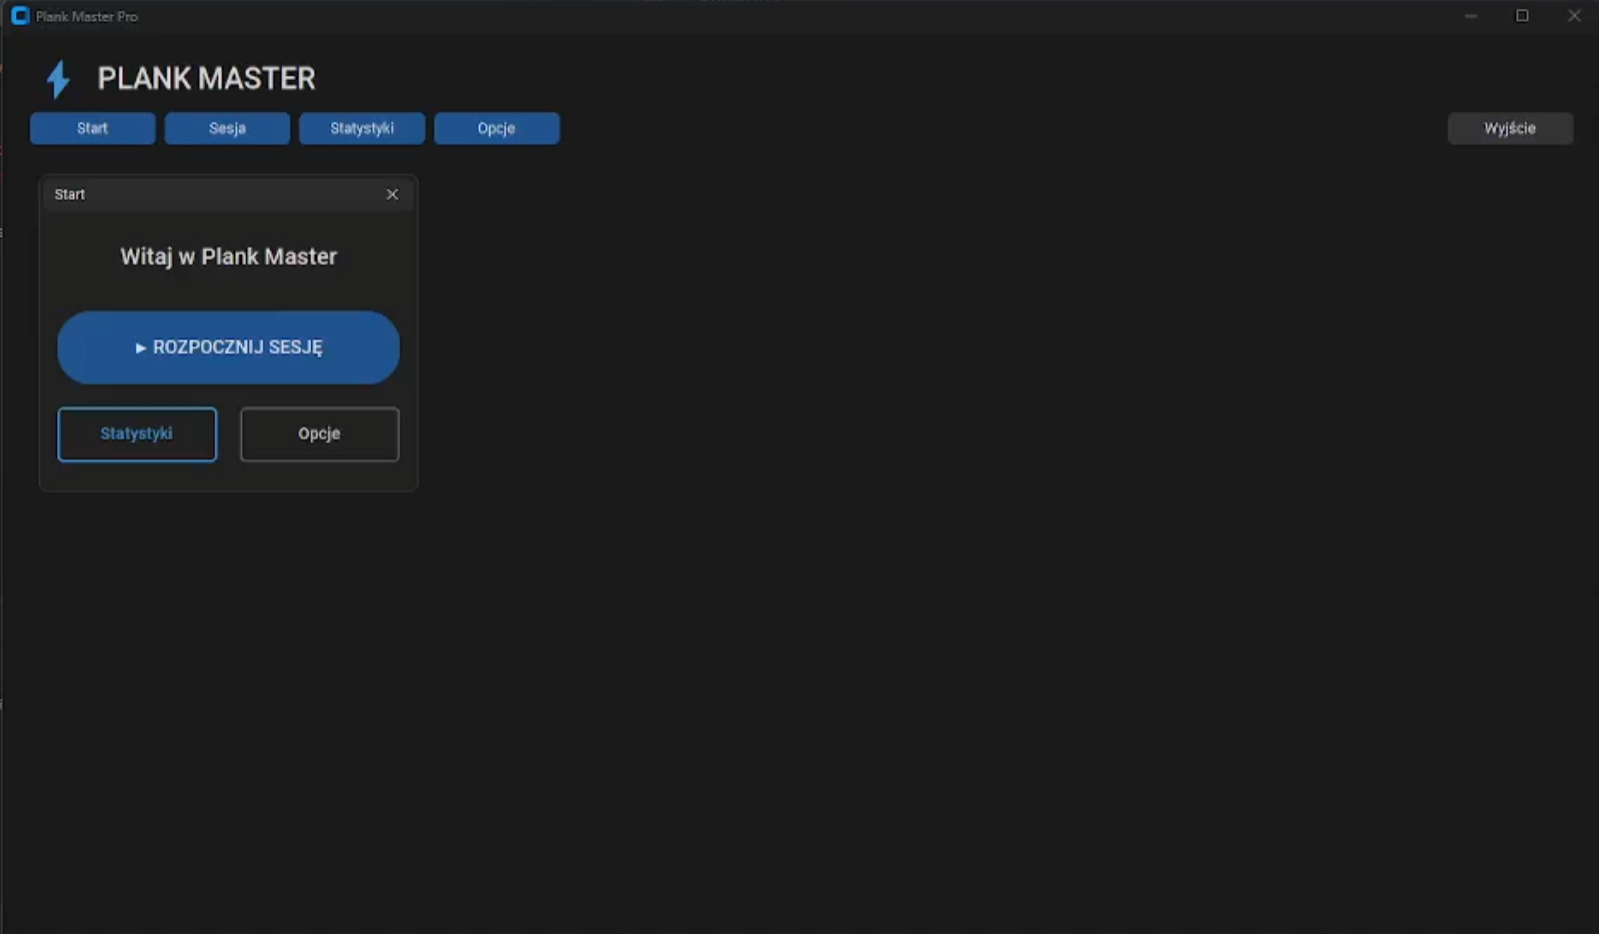 Plank Master Pro
PLANK MASTER
Start Sesja Statystyki Opcje Wyjście
Start
Witaj w Plank Master
► ROZPOCZNIJ SESJĘ
Statystyki Opcje